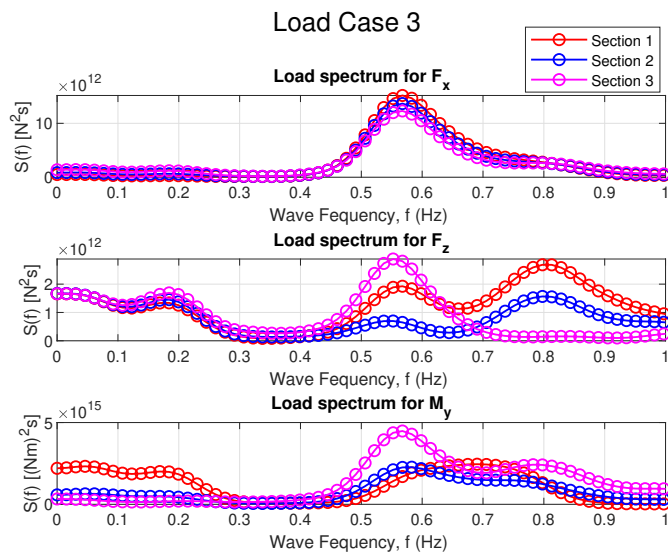 Load Case 3
Section 1
Section 2
Section 3
×10^12
Load spectrum for F_x
S(f) [N^2s]
10
0
0 0.1 0.2 0.3 0.4 0.5 0.6 0.7 0.8 0.9 1
Wave Fequency, f (Hz)
×10^12
Load spectrum for F_z
S(f) [N^2s]
2
1
0
0 0.1 0.2 0.3 0.4 0.5 0.6 0.7 0.8 0.9 1
Wave Fequency, f (Hz)
×10^15
Load spectrum for M_y
S(f) [(Nm)^2s]
5
0
0 0.1 0.2 0.3 0.4 0.5 0.6 0.7 0.8 0.9 1
Wave Fequency, f (Hz)